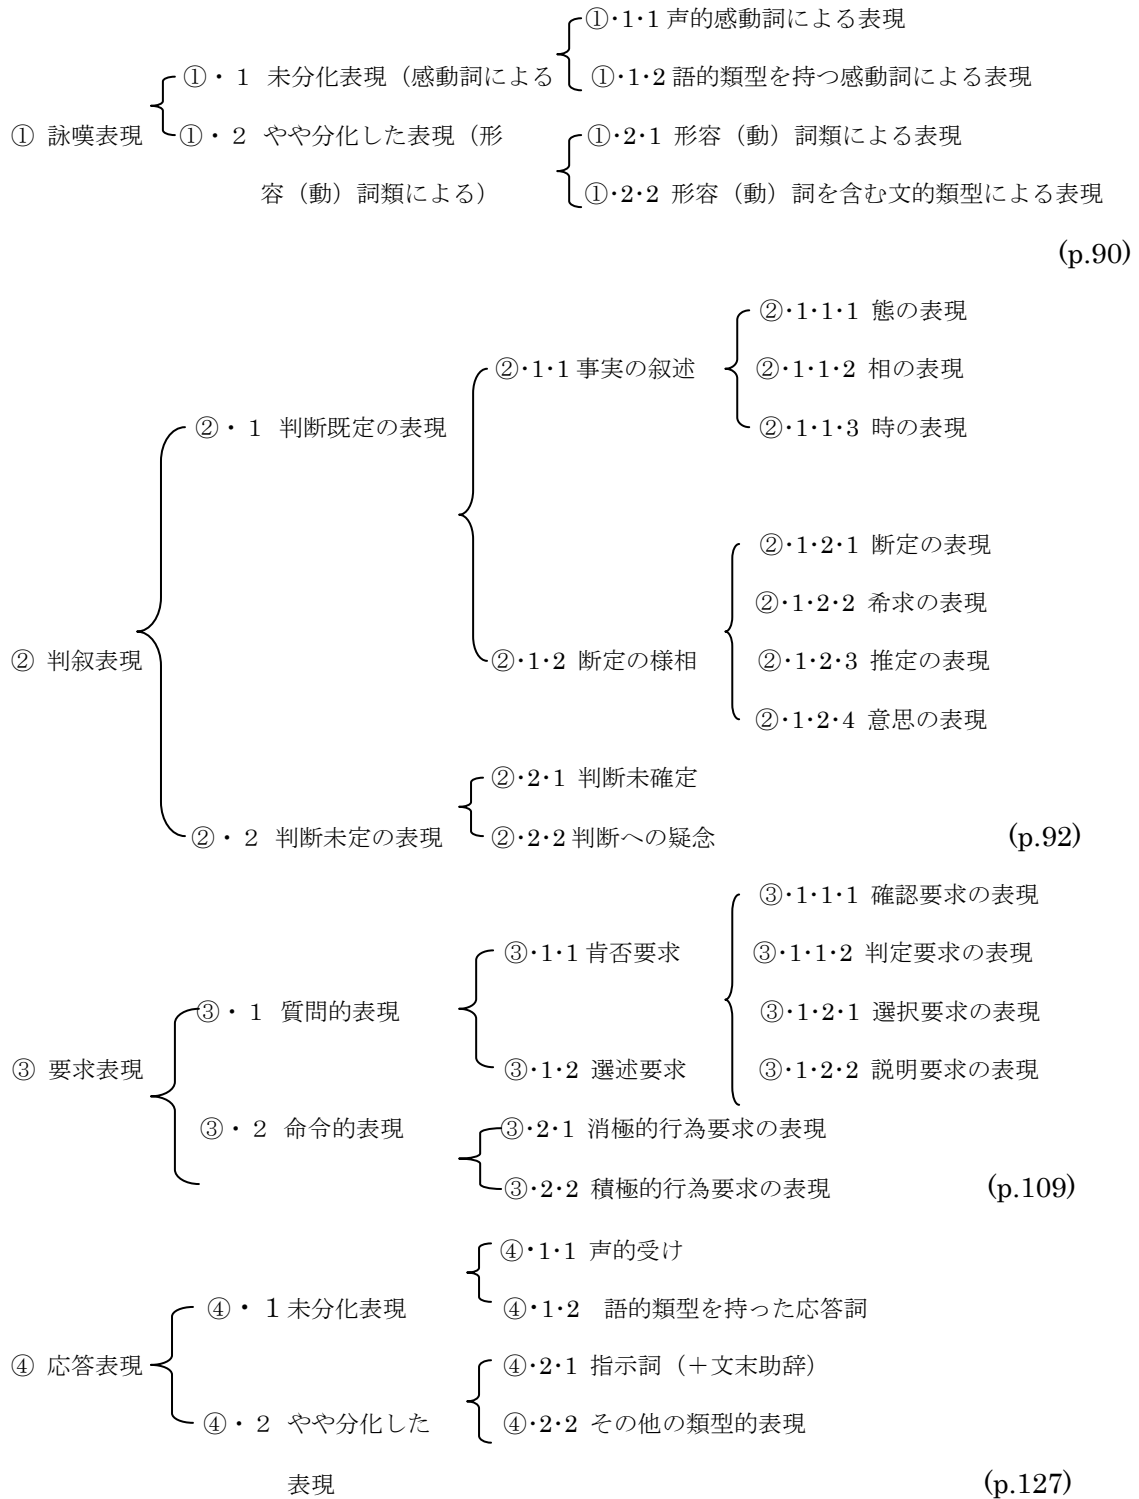 ①・1・1 声的感動詞による表現
①・1 未分化表現（感動詞による
①・1・2 語的類型を持つ感動詞による表現
① 詠嘆表現
①・2 やや分化した表現（形
容（動）詞類による）
①・2・1 形容（動）詞類による表現
①・2・2 形容（動）詞を含む文的類型による表現
(p.90)
②・1・1・1 態の表現
②・1・1 事実の叙述
②・1・1・2 相の表現
②・1 判断既定の表現
②・1・1・3 時の表現
②・1・2・1 断定の表現
②・1・2・2 希求の表現
② 判叙表現
②・1・2 断定の様相
②・1・2・3 推定の表現
②・1・2・4 意思の表現
②・2・1 判断未確定
②・2 判断未定の表現
②・2・2 判断への疑念
(p.92)
③・1・1・1 確認要求の表現
③・1・1 肯否要求
③・1・1・2 判定要求の表現
③・1 質問的表現
③・1・2・1 選択要求の表現
③ 要求表現
③・1・2 選述要求
③・1・2・2 説明要求の表現
③・2 命令的表現
③・2・1 消極的行為要求の表現
③・2・2 積極的行為要求の表現
(p.109)
④・1・1 声的受け
④・1 未分化表現
④・1・2 語的類型を持った応答詞
④ 応答表現
④・2・1 指示詞（＋文末助辞）
④・2 やや分化した
表現
④・2・2 その他の類型的表現
(p.127)